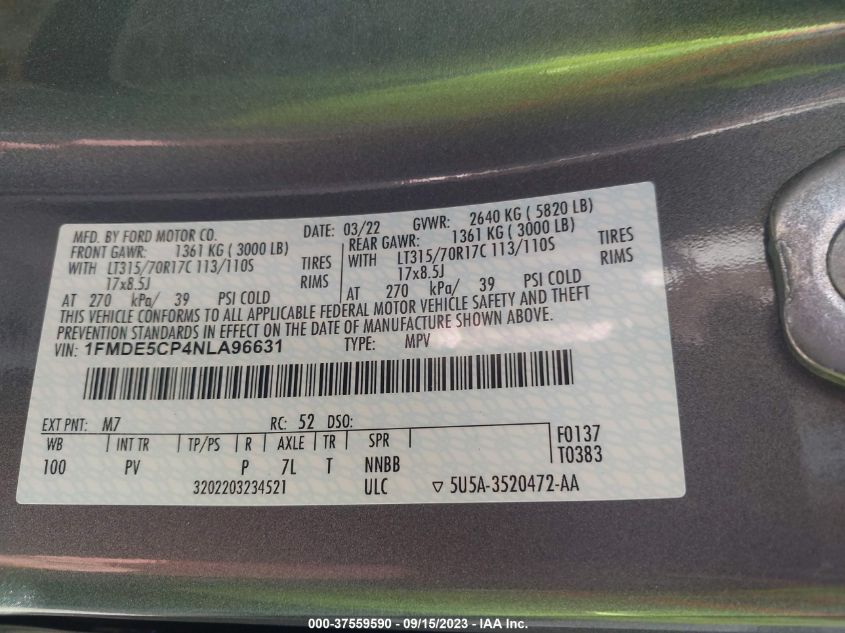 MFD. BY FORD MOTOR CO. DATE: 03/22 GVWR: 2640 KG ( 5820 LB)
FRONT GAWR: 1361 KG ( 3000 LB) REAR GAWR: 1361 KG ( 3000 LB)
WITH LT315/70R17C 113/110S TIRES WITH LT315/70R17C 113/110S TIRES
17x8.5J RIMS 17x8.5J RIMS
AT 270 kPa/ 39 PSI COLD AT 270 kPa/ 39 PSI COLD
THIS VEHICLE CONFORMS TO ALL APPLICABLE FEDERAL MOTOR VEHICLE SAFETY AND THEFT
PREVENTION STANDARDS IN EFFECT ON THE DATE OF MANUFACTURE SHOWN ABOVE.
VIN: 1FMDE5CP4NLA96631 TYPE: MPV
EXT PNT: M7 RC: 52 DSO:
WB INT TR TP/PS R AXLE TR SPR F0137
100 PV P 7L T NNBB T0383
3202203234521 ULC ▽ 5U5A-3520472-AA
000-37559590 - 09/15/2023 - IAA Inc.